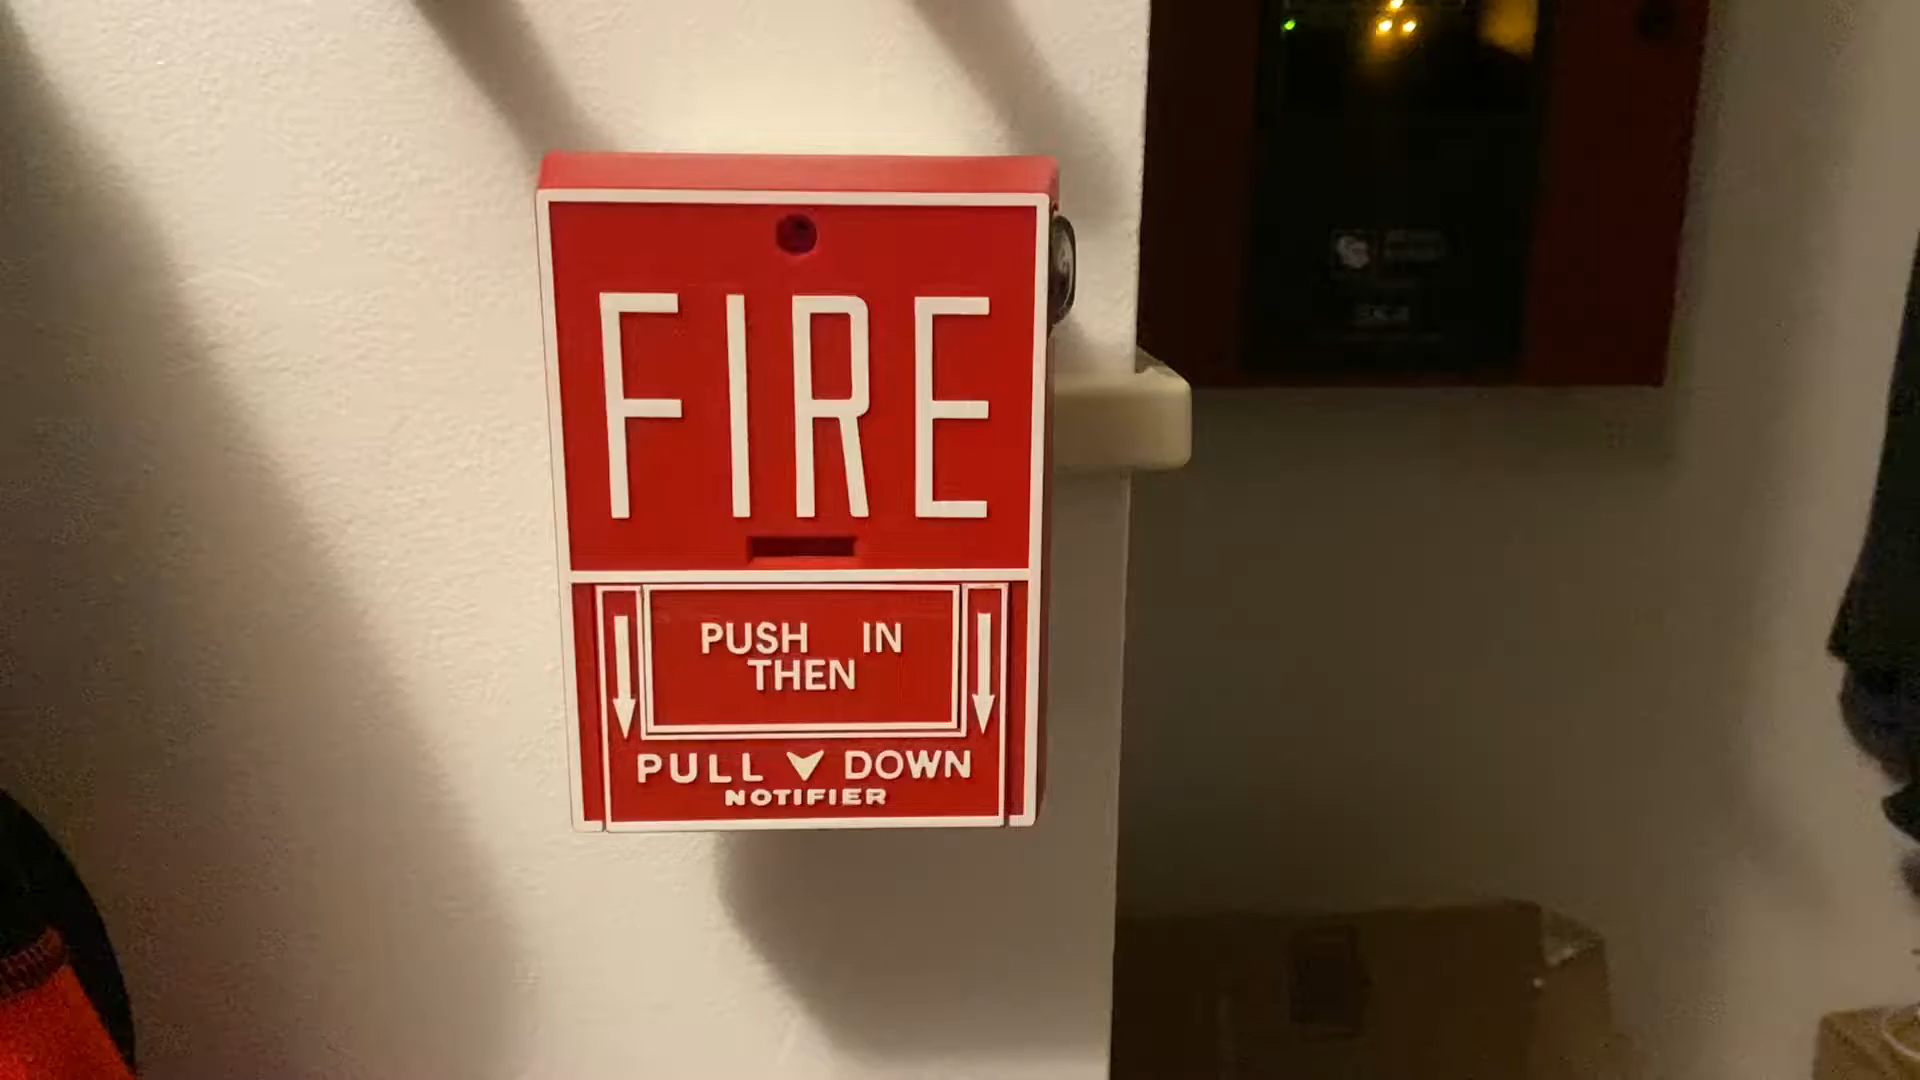 FIRE
PUSH IN
THEN
PULL DOWN
NOTIFIER